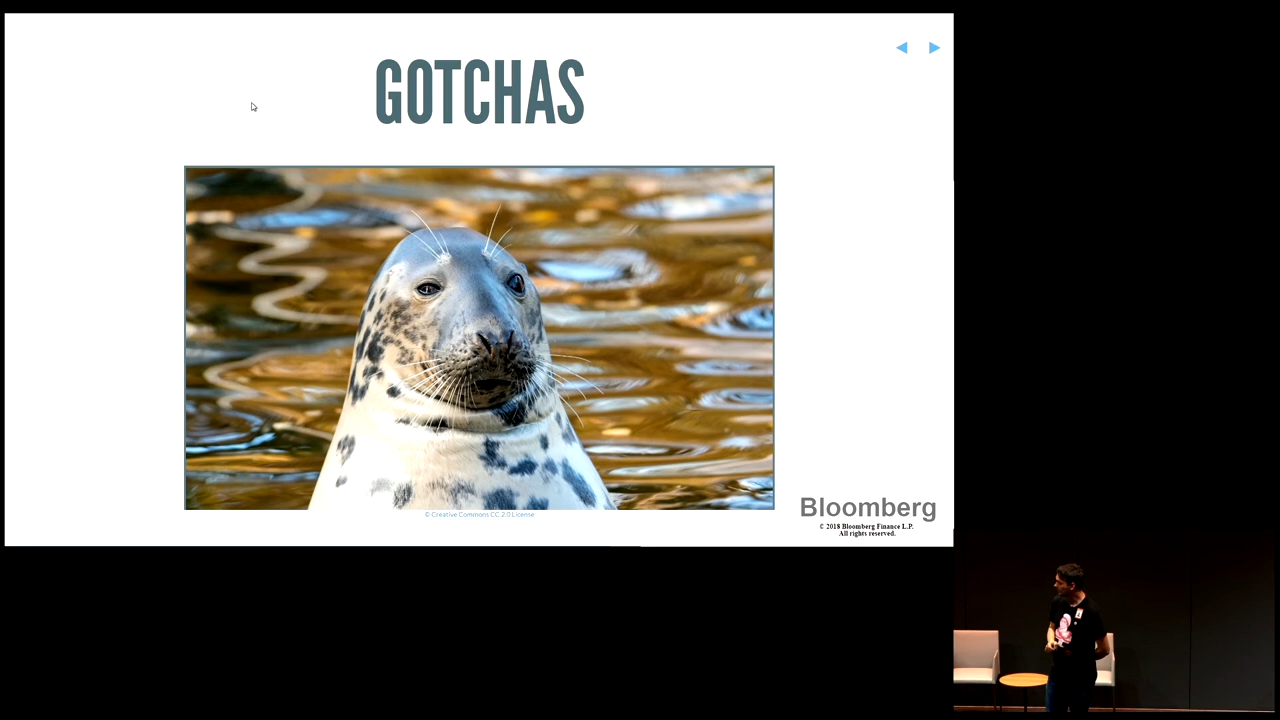 GOTCHAS
© Creative Commons CC 2.0 License
Bloomberg
© 2018 Bloomberg Finance L.P.
All rights reserved.